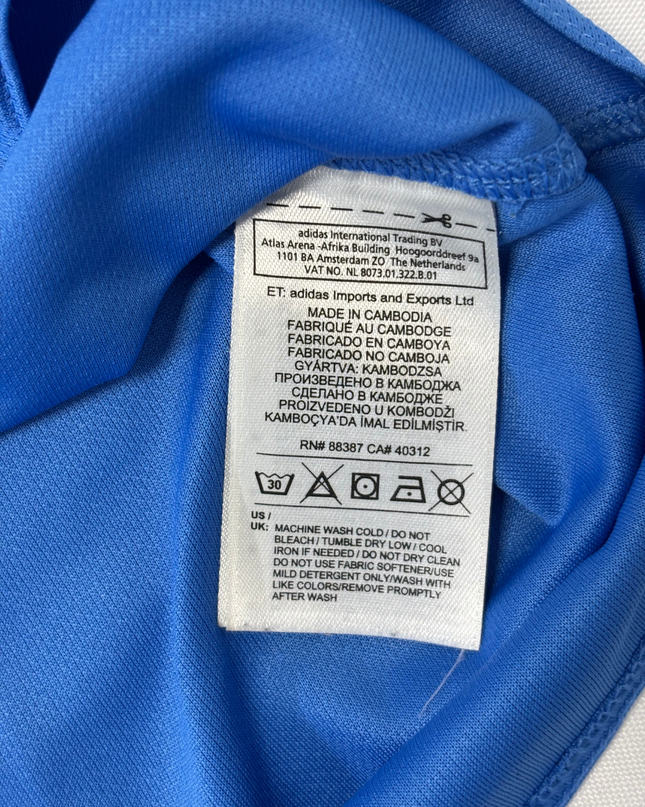 adidas International Trading BV
Atlas Arena -Afrika Building Hoogoorddreef 9a
1101 BA Amsterdam ZO The Netherlands
VAT NO. NL 8073.01.322.B.01
ET: adidas Imports and Exports Ltd
MADE IN CAMBODIA
FABRIQUÉ AU CAMBODGE
FABRICADO EN CAMBOYA
FABRICADO NO CAMBOJA
GYÁRTVA: KAMBODZSA
ПРОИЗВЕДЕНО В КАМБОДЖА
СДЕЛАНО В КАМБОДЖЕ
PROIZVEDENO U KOMBODŽI
KAMBOÇYA'DA İMAL EDİLMİŞTİR.
RN# 88387 CA# 40312
30
US /
UK: MACHINE WASH COLD / DO NOT
BLEACH / TUMBLE DRY LOW / COOL
IRON IF NEEDED / DO NOT DRY CLEAN
DO NOT USE FABRIC SOFTENER/USE
MILD DETERGENT ONLY/WASH WITH
LIKE COLORS/REMOVE PROMPTLY
AFTER WASH